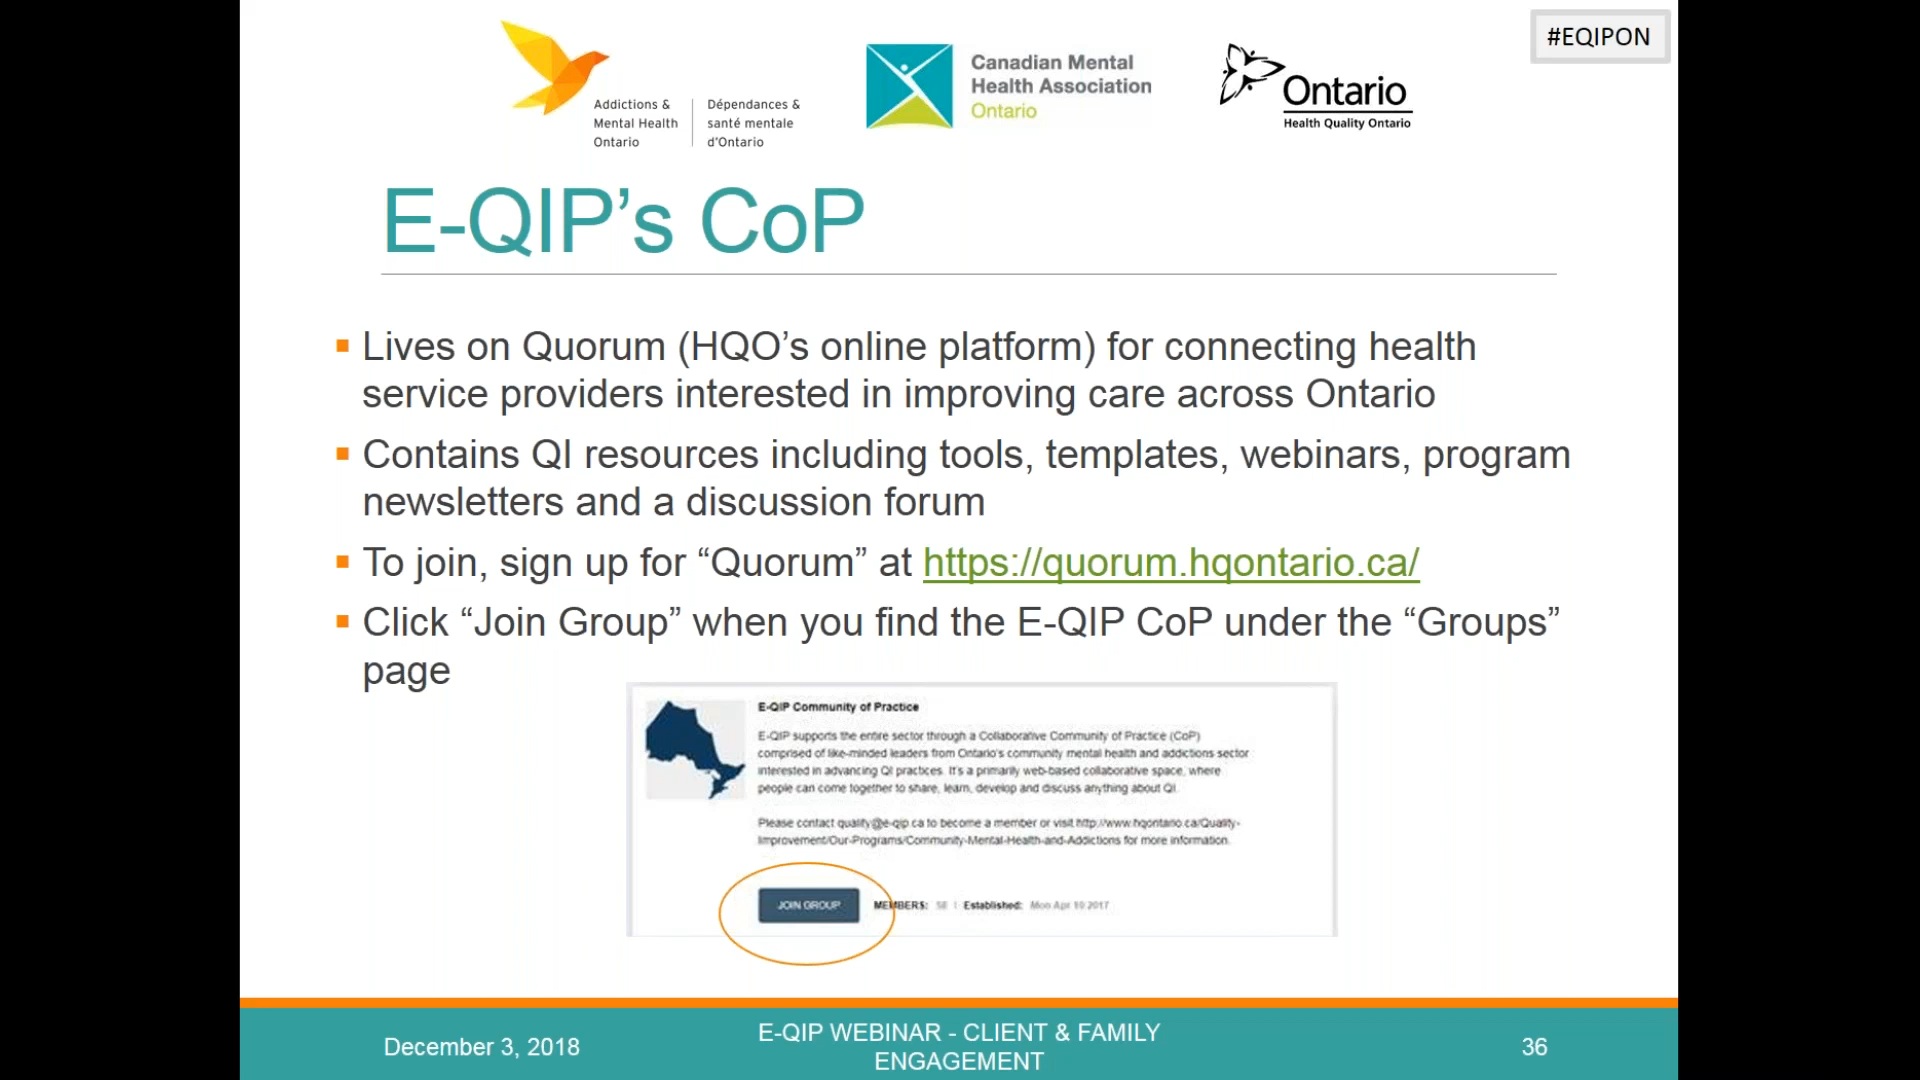 #EQIPON
Addictions &
Mental Health
Ontario
Dépendances &
santé mentale
d'Ontario
Canadian Mental
Health Association
Ontario
Ontario
Health Quality Ontario
E-QIP’s CoP
Lives on Quorum (HQO’s online platform) for connecting health
service providers interested in improving care across Ontario
Contains QI resources including tools, templates, webinars, program
newsletters and a discussion forum
To join, sign up for “Quorum” at https://quorum.hqontario.ca/
Click “Join Group” when you find the E-QIP CoP under the “Groups”
page
E-QIP Community of Practice
E-QIP supports the entire sector through a Collaborative Community of Practice (CoP)
comprised of like-minded leaders from Ontario's community mental health and addictions sector
interested in advancing QI practices. It's a primarily web-based collaborative space, where
people can come together to share, learn, develop and discuss anything about QI.
Please contact quality@e-qip.ca to become a member or visit http://www.hqontario.ca/Quality-
Improvement/Our-Programs/Community-Mental-Health-and-Addictions for more information.
JOIN GROUP
MEMBERS: | Established: Mon Apr 10 2017
December 3, 2018
E-QIP WEBINAR - CLIENT & FAMILY
ENGAGEMENT
36